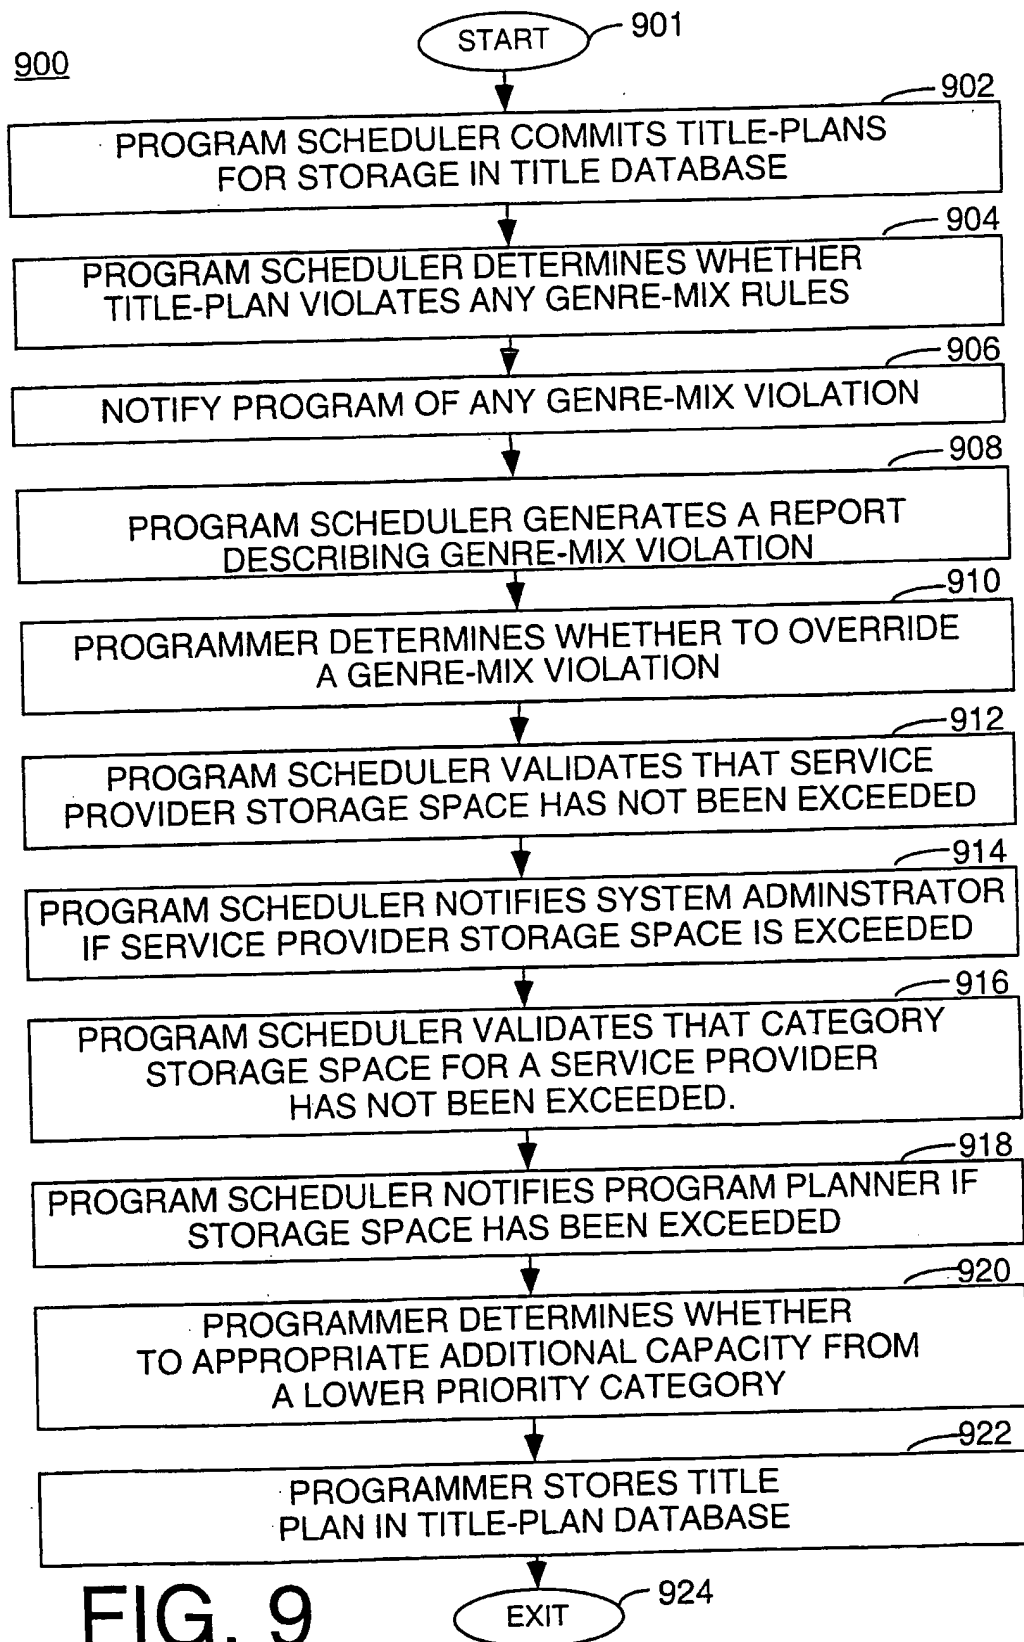 START
901
900
902
PROGRAM SCHEDULER COMMITS TITLE-PLANS
FOR STORAGE IN TITLE DATABASE
904
PROGRAM SCHEDULER DETERMINES WHETHER
TITLE-PLAN VIOLATES ANY GENRE-MIX RULES
906
NOTIFY PROGRAM OF ANY GENRE-MIX VIOLATION
908
PROGRAM SCHEDULER GENERATES A REPORT
DESCRIBING GENRE-MIX VIOLATION
910
PROGRAMMER DETERMINES WHETHER TO OVERRIDE
A GENRE-MIX VIOLATION
912
PROGRAM SCHEDULER VALIDATES THAT SERVICE
PROVIDER STORAGE SPACE HAS NOT BEEN EXCEEDED
914
PROGRAM SCHEDULER NOTIFIES SYSTEM ADMINSTRATOR
IF SERVICE PROVIDER STORAGE SPACE IS EXCEEDED
916
PROGRAM SCHEDULER VALIDATES THAT CATEGORY
STORAGE SPACE FOR A SERVICE PROVIDER
HAS NOT BEEN EXCEEDED.
918
PROGRAM SCHEDULER NOTIFIES PROGRAM PLANNER IF
STORAGE SPACE HAS BEEN EXCEEDED
920
PROGRAMMER DETERMINES WHETHER
TO APPROPRIATE ADDITIONAL CAPACITY FROM
A LOWER PRIORITY CATEGORY
922
PROGRAMMER STORES TITLE
PLAN IN TITLE-PLAN DATABASE
EXIT
924
FIG. 9